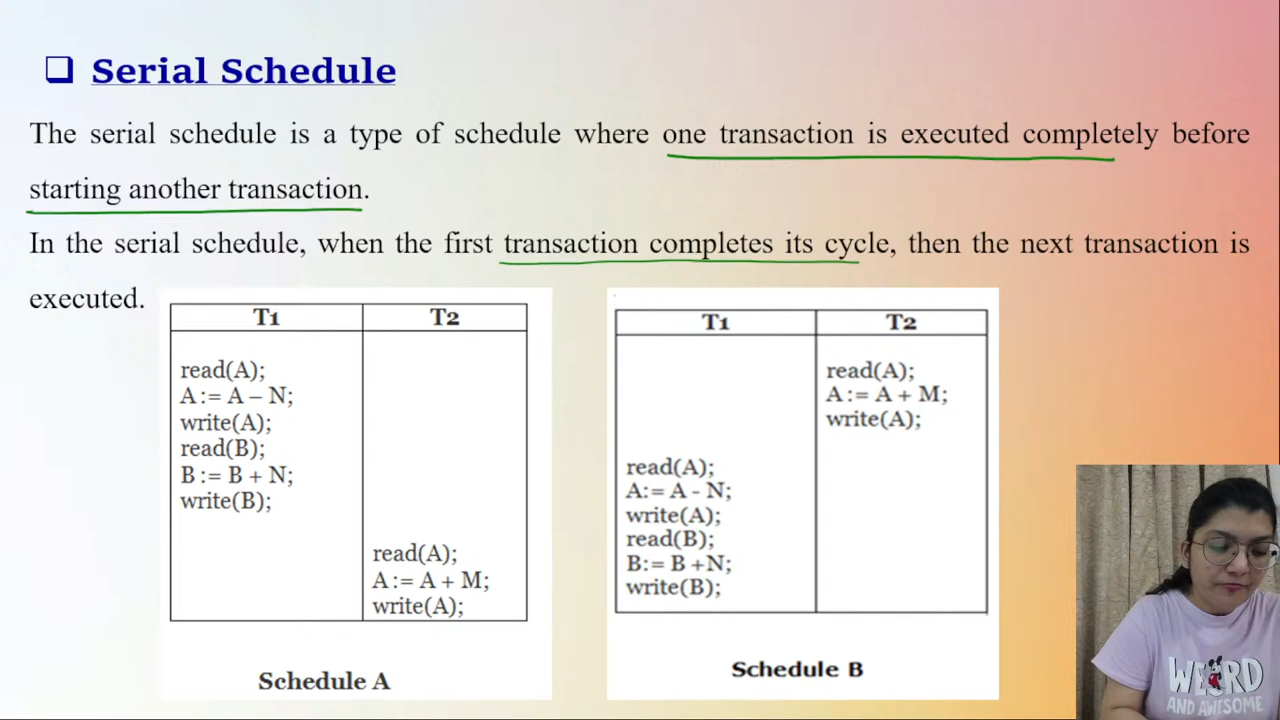 ❑ Serial Schedule
The serial schedule is a type of schedule where one transaction is executed completely before
starting another transaction.
In the serial schedule, when the first transaction completes its cycle, then the next transaction is
executed.
T1 T2
read(A);
A:= A – N;
write(A);
read(B);
B := B + N;
write(B);
read(A);
A := A + M;
write(A);
Schedule A
T1 T2
read(A);
A := A + M;
write(A);
read(A);
A:= A - N;
write(A);
read(B);
B:= B +N;
write(B);
Schedule B
WEIRD
AND AWESOME